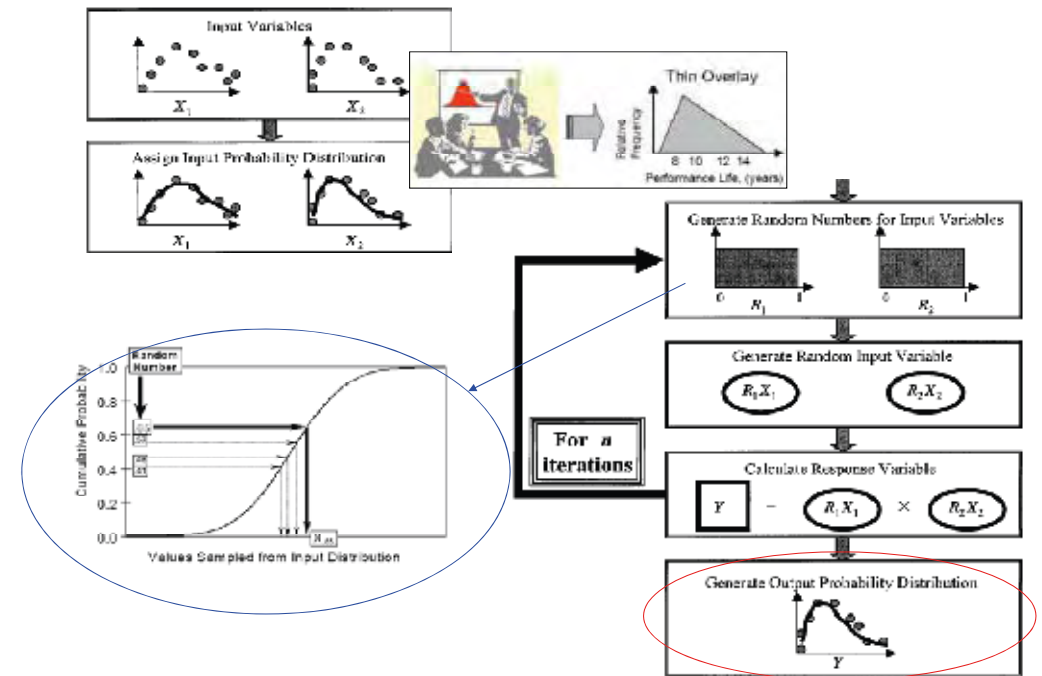 Input Variables
X₁
X₂
Assign Input Probability Distribution
X₁
X₂
Thin Overlay
Relative
Frequency
8 10 12 14
Performance Life, (years)
Generate Random Numbers for Input Variables
0 R₁ 1
0 R₂ 1
Generate Random Input Variable
R₁X₁
R₂X₂
For n
iterations
Calculate Response Variable
Y = R₁X₁ × R₂X₂
Generate Output Probability Distribution
Y
Random
Number
Cumulative Probability
1.0
0.8
0.6
0.4
0.2
0.0
Values Sampled from Input Distribution